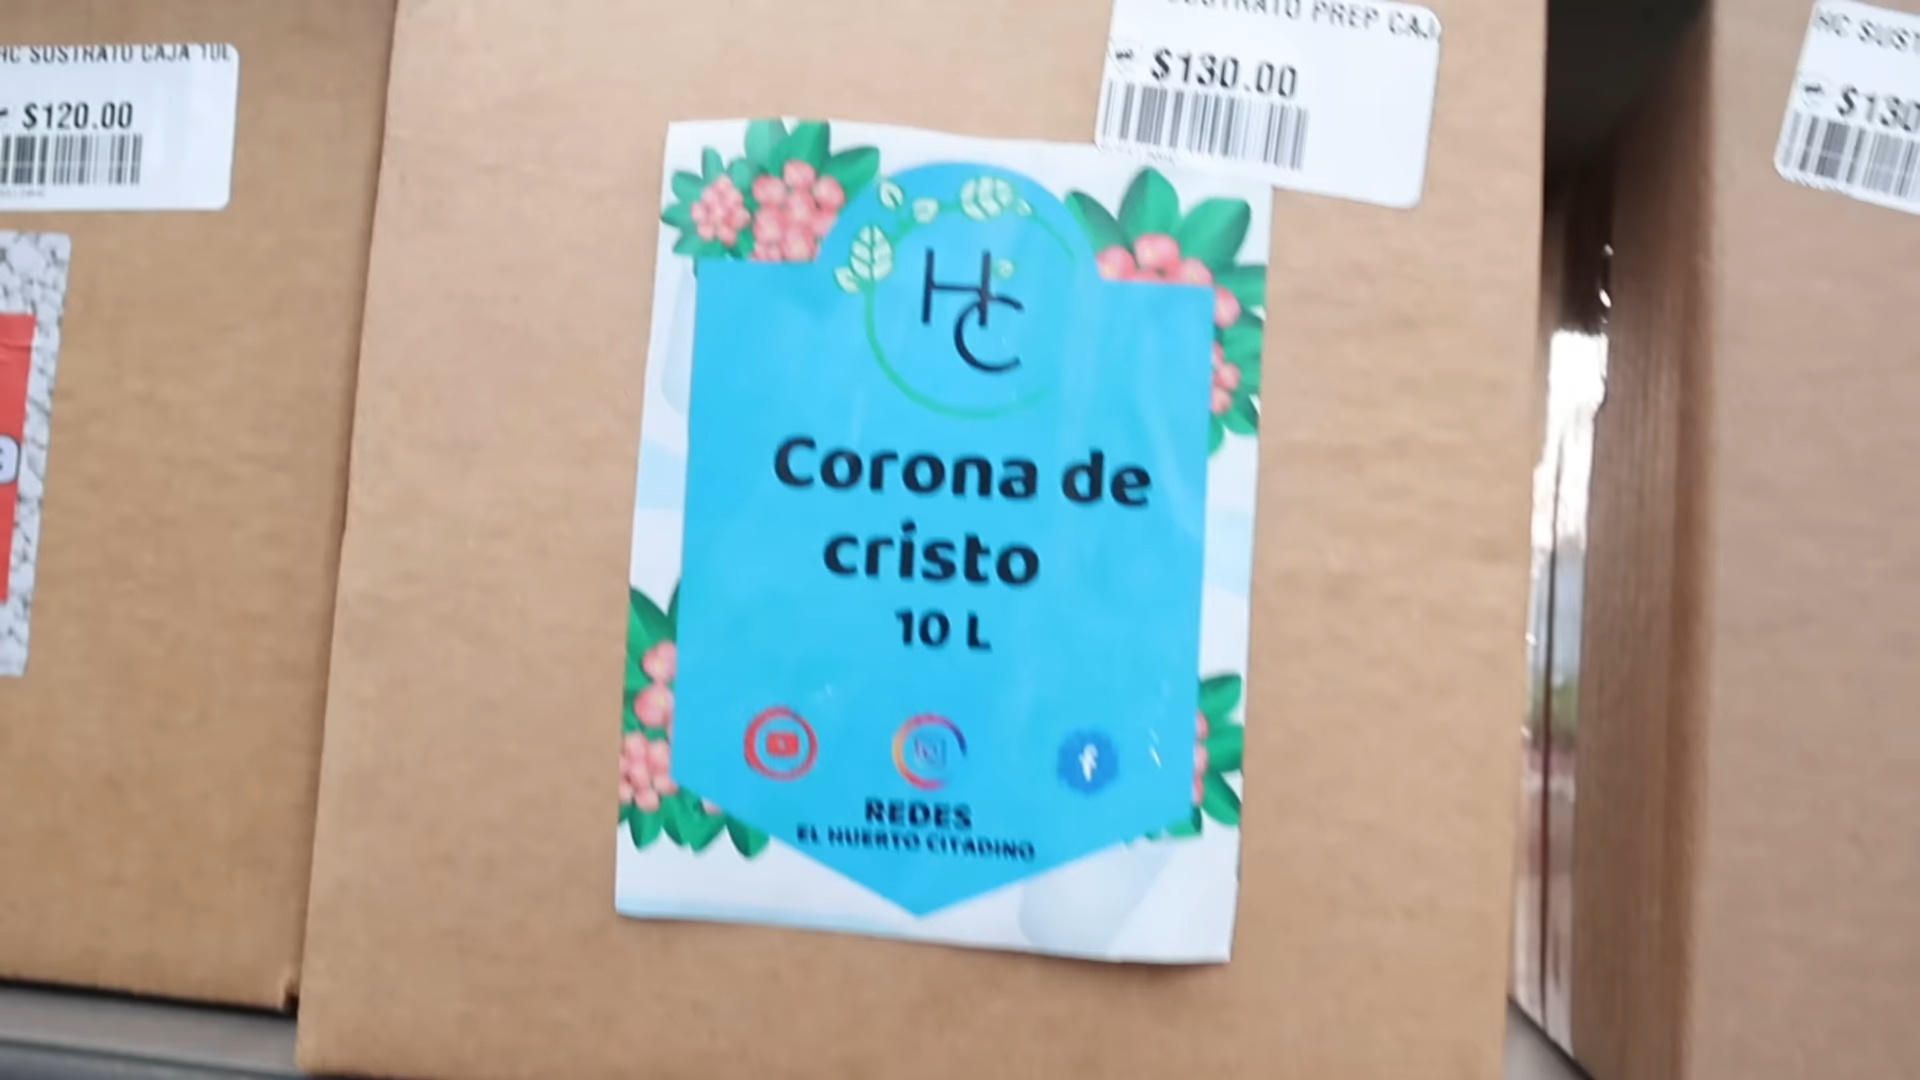 HC SUSTRATO CAJA 10L
$120.00
SUSTRATO PREP CAJ
$130.00
HC SUST
$130
HC
Corona de
cristo
10 L
REDES
EL HUERTO CITADINO